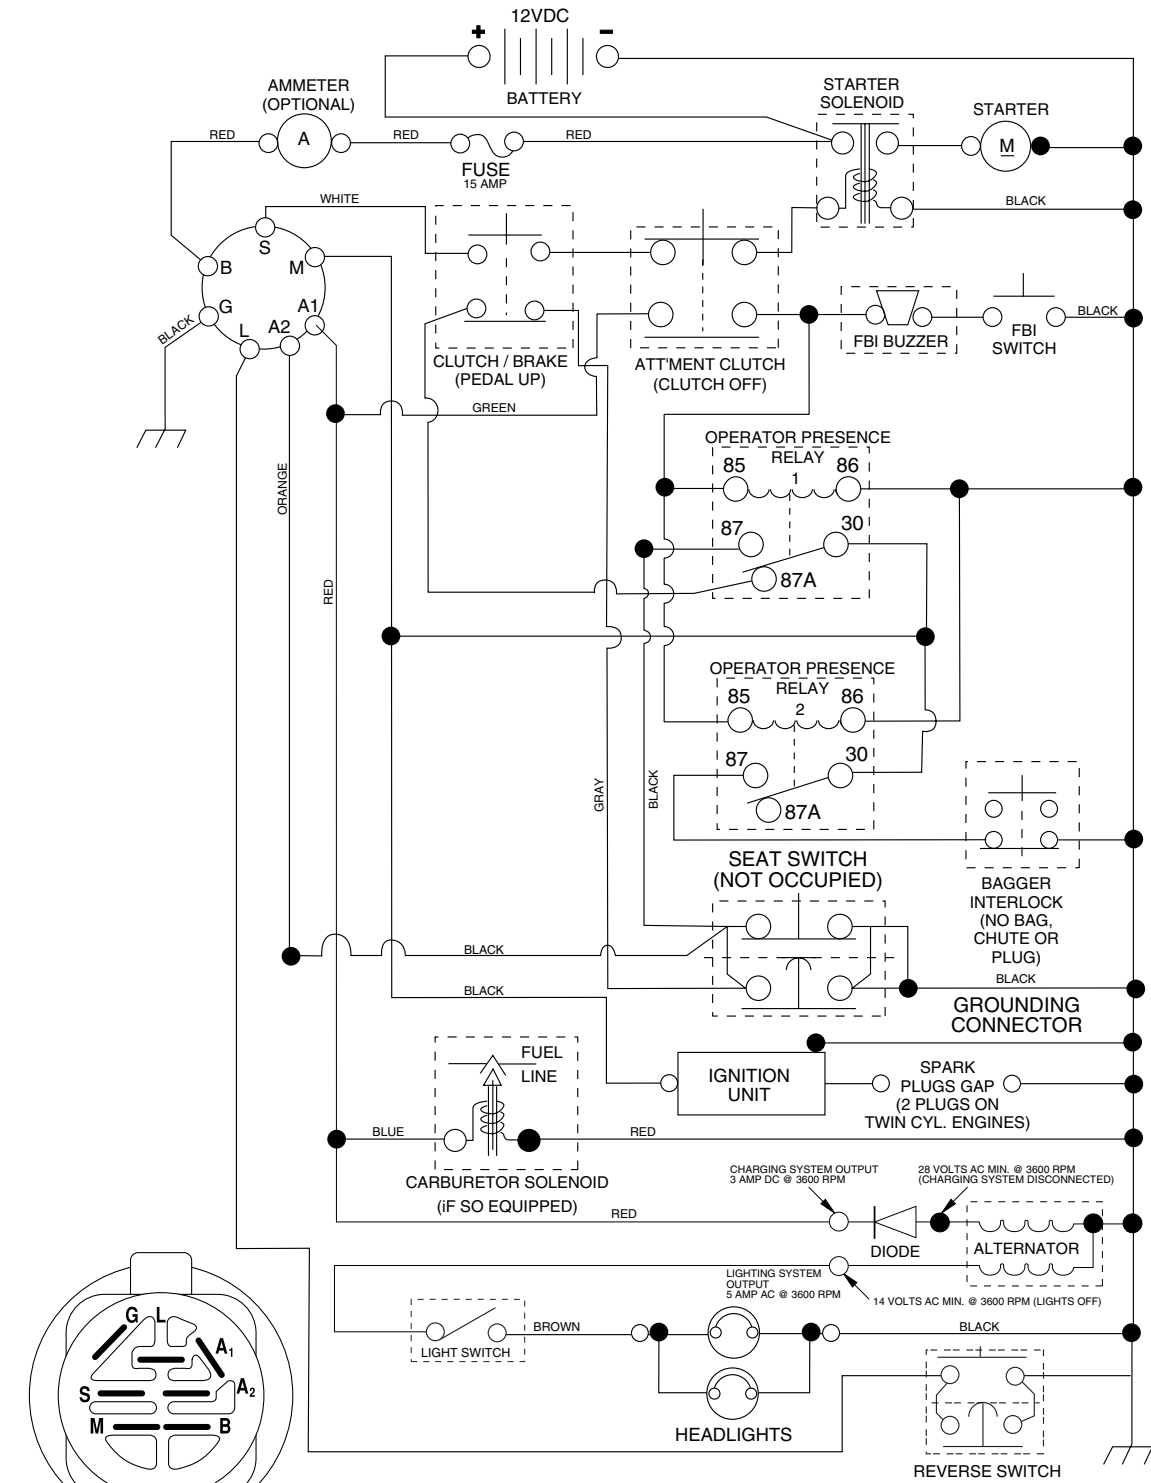 12VDC
+ -
BATTERY
AMMETER
(OPTIONAL)
A
RED
RED
RED
FUSE
15 AMP
STARTER
SOLENOID
STARTER
M
BLACK
WHITE
S
B
M
G
A1
L
A2
BLACK
CLUTCH / BRAKE
(PEDAL UP)
ATT'MENT CLUTCH
(CLUTCH OFF)
FBI BUZZER
FBI
SWITCH
BLACK
GREEN
ORANGE
RED
OPERATOR PRESENCE
RELAY
1
85
86
87
30
87A
OPERATOR PRESENCE
RELAY
2
85
86
87
30
87A
GRAY
BLACK
SEAT SWITCH
(NOT OCCUPIED)
BAGGER
INTERLOCK
(NO BAG,
CHUTE OR
PLUG)
BLACK
BLACK
BLACK
GROUNDING
CONNECTOR
FUEL
LINE
IGNITION
UNIT
SPARK
PLUGS GAP
(2 PLUGS ON
TWIN CYL. ENGINES)
BLUE
RED
CARBURETOR SOLENOID
(iF SO EQUIPPED)
CHARGING SYSTEM OUTPUT
3 AMP DC @ 3600 RPM
28 VOLTS AC MIN. @ 3600 RPM
(CHARGING SYSTEM DISCONNECTED)
RED
DIODE
ALTERNATOR
LIGHTING SYSTEM
OUTPUT
5 AMP AC @ 3600 RPM
14 VOLTS AC MIN. @ 3600 RPM (LIGHTS OFF)
LIGHT SWITCH
BROWN
BLACK
HEADLIGHTS
REVERSE SWITCH
G L
A1
A2
S
M
B